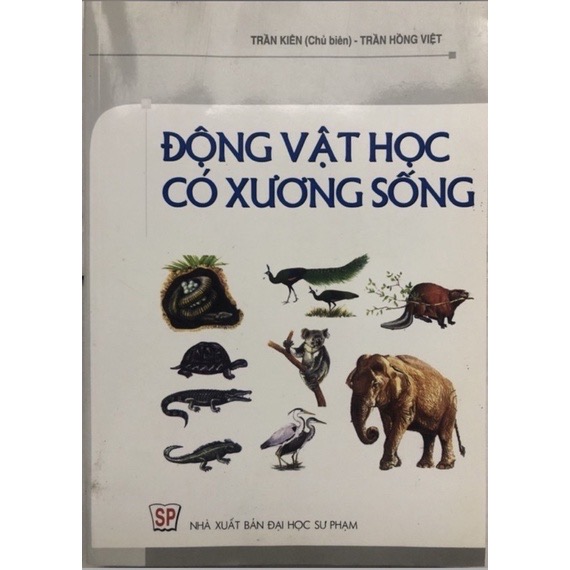 TRẦN KIÊN (Chủ biên) - TRẦN HỒNG VIỆT
ĐỘNG VẬT HỌC
CÓ XƯƠNG SỐNG
SP
NHÀ XUẤT BẢN ĐẠI HỌC SƯ PHẠM